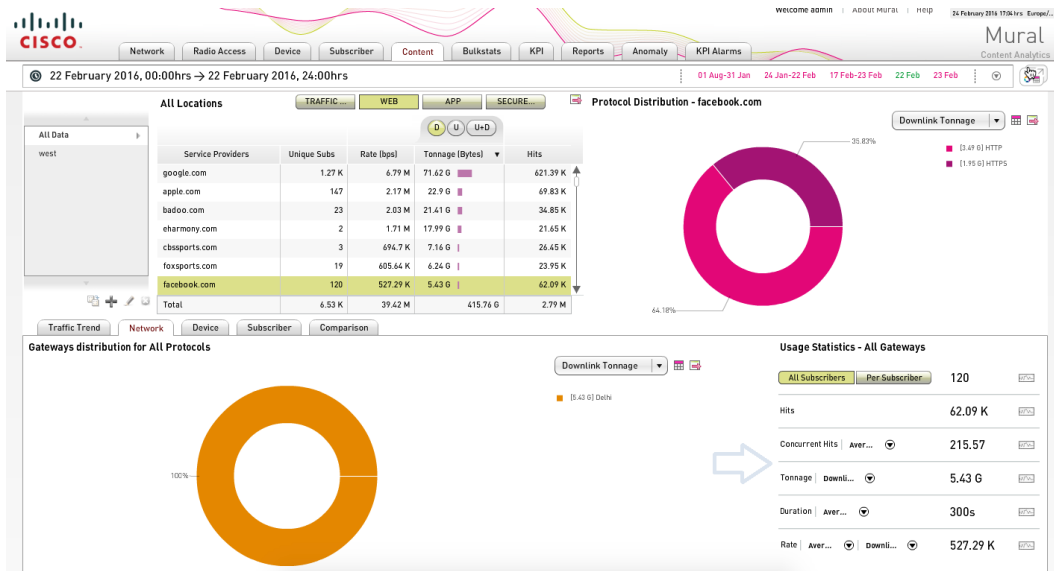 Welcome admin | About Mural | Help 24 February 2016 17:04 hrs Europe/...
CISCO
Mural
Content Analytics
Network Radio Access Device Subscriber Content Bulkstats KPI Reports Anomaly KPI Alarms
22 February 2016, 00:00hrs → 22 February 2016, 24:00hrs
01 Aug-31 Jan 24 Jan-22 Feb 17 Feb-23 Feb 22 Feb 23 Feb
All Locations
TRAFFIC ... WEB APP SECURE...
Protocol Distribution - facebook.com
Downlink Tonnage
D U U+D
All Data
west
Service Providers Unique Subs Rate (bps) Tonnage (Bytes) Hits
google.com 1.27 K 6.79 M 71.62 G 621.39 K
apple.com 147 2.17 M 22.9 G 69.83 K
badoo.com 23 2.03 M 21.41 G 34.85 K
eharmony.com 2 1.71 M 17.99 G 21.65 K
cbssports.com 3 694.7 K 7.16 G 26.45 K
foxsports.com 19 605.64 K 6.24 G 23.95 K
facebook.com 120 527.29 K 5.43 G 62.09 K
Total 6.53 K 39.42 M 415.76 G 2.79 M
35.83%
[3.49 G] HTTP
[1.95 G] HTTPS
64.18%
Traffic Trend Network Device Subscriber Comparison
Gateways distribution for All Protocols
Downlink Tonnage
[5.43 G] Delhi
100%
Usage Statistics - All Gateways
All Subscribers Per Subscriber 120
Hits 62.09 K
Concurrent Hits | Aver... 215.57
Tonnage | Downli... 5.43 G
Duration | Aver... 300s
Rate | Aver... | Downli... 527.29 K